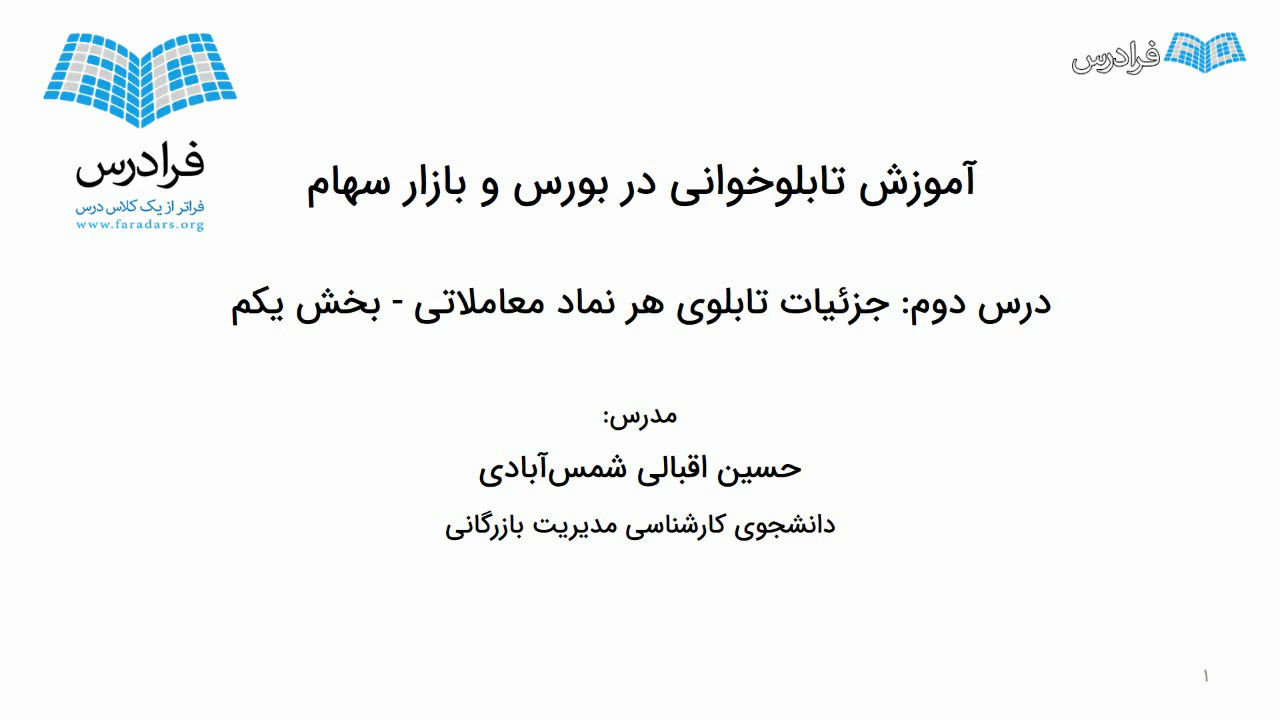 فرادرس
فرادرس
فراتر از یک کلاس درس
www.faradars.org
آموزش تابلوخوانی در بورس و بازار سهام
درس دوم: جزئیات تابلوی هر نماد معاملاتی - بخش یکم
مدرس:
حسین اقبالی شمس‌آبادی
دانشجوی کارشناسی مدیریت بازرگانی
۱